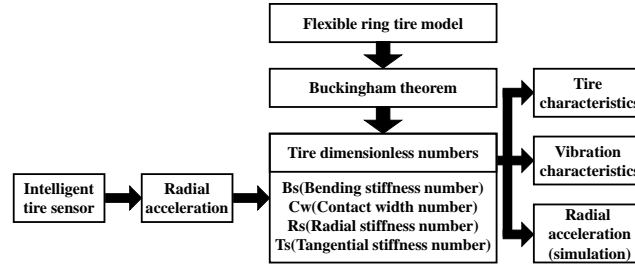 Flexible ring tire model
Buckingham theorem
Tire
characteristics
Tire dimensionless numbers
Vibration
characteristics
Intelligent
tire sensor
Radial
acceleration
Bs(Bending stiffness number)
Cw(Contact width number)
Rs(Radial stiffness number)
Ts(Tangential stiffness number)
Radial
acceleration
(simulation)